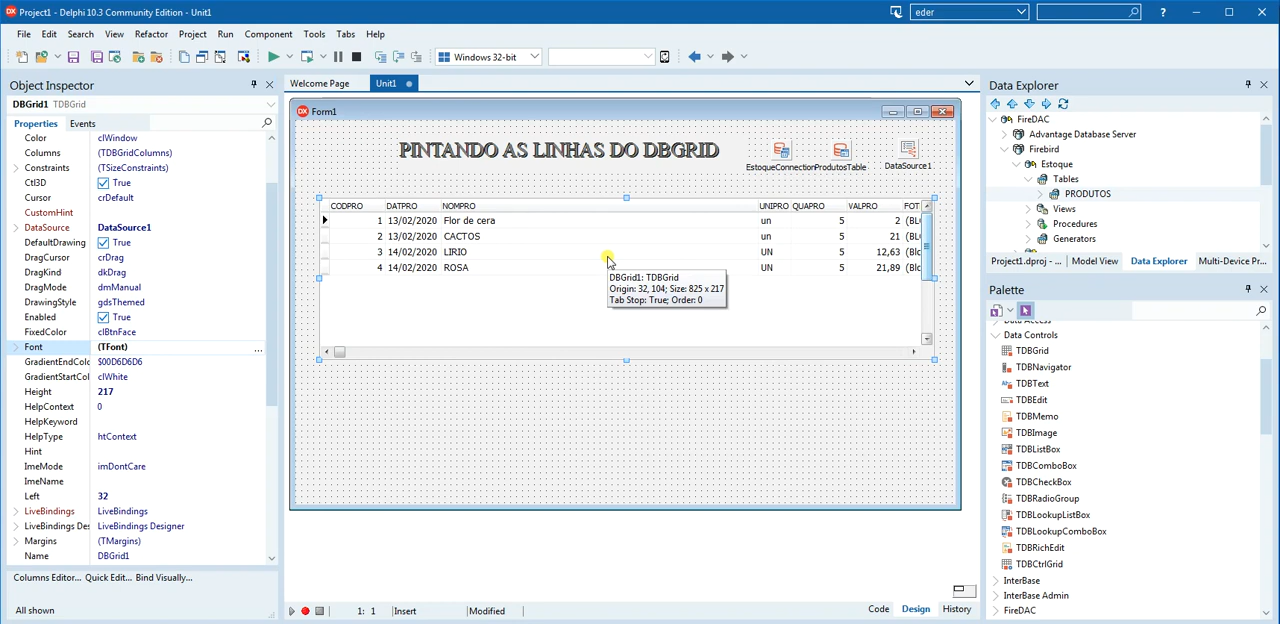 Project1 - Delphi 10.3 Community Edition - Unit1
eder
File Edit Search View Refactor Project Run Component Tools Tabs Help
Windows 32-bit
Object Inspector
DBGrid1 TDBGrid
Properties Events
Color clWindow
Columns (TDBGridColumns)
Constraints (TSizeConstraints)
Ctl3D True
Cursor crDefault
CustomHint
DataSource DataSource1
DefaultDrawing True
DragCursor crDrag
DragKind dkDrag
DragMode dmManual
DrawingStyle gdsThemed
Enabled True
FixedColor clBtnFace
Font (TFont) ...
GradientEndColo $00D6D6D6
GradientStartCol clWhite
Height 217
HelpContext 0
HelpKeyword
HelpType htContext
Hint
ImeMode imDontCare
ImeName
Left 32
LiveBindings LiveBindings
LiveBindings Des LiveBindings Designer
Margins (TMargins)
Name DBGrid1
Columns Editor... Quick Edit... Bind Visually...
All shown
Welcome Page Unit1
Form1
PINTANDO AS LINHAS DO DBGRID
EstoqueConnection ProdutosTable DataSource1
CODPRO DATPRO NOMPRO UNIPRO QUAPRO VALPRO FOT
1 13/02/2020 Flor de cera un 5 2 (BL
2 13/02/2020 CACTOS un 5 21 (BL
3 14/02/2020 LIRIO UN 5 12,63 (Bl
4 14/02/2020 ROSA UN 5 21,89 (Bl
DBGrid1: TDBGrid
Origin: 32, 104; Size: 825 x 217
Tab Stop: True; Order: 0
1: 1 Insert Modified
Code Design History
Data Explorer
FireDAC
Advantage Database Server
Firebird
Estoque
Tables
PRODUTOS
Views
Procedures
Generators
Project1.dproj - ... Model View Data Explorer Multi-Device Pr...
Palette
Data Access
Data Controls
TDBGrid
TDBNavigator
TDBText
TDBEdit
TDBMemo
TDBImage
TDBListBox
TDBComboBox
TDBCheckBox
TDBRadioGroup
TDBLookupListBox
TDBLookupComboBox
TDBRichEdit
TDBCtrlGrid
InterBase
InterBase Admin
FireDAC